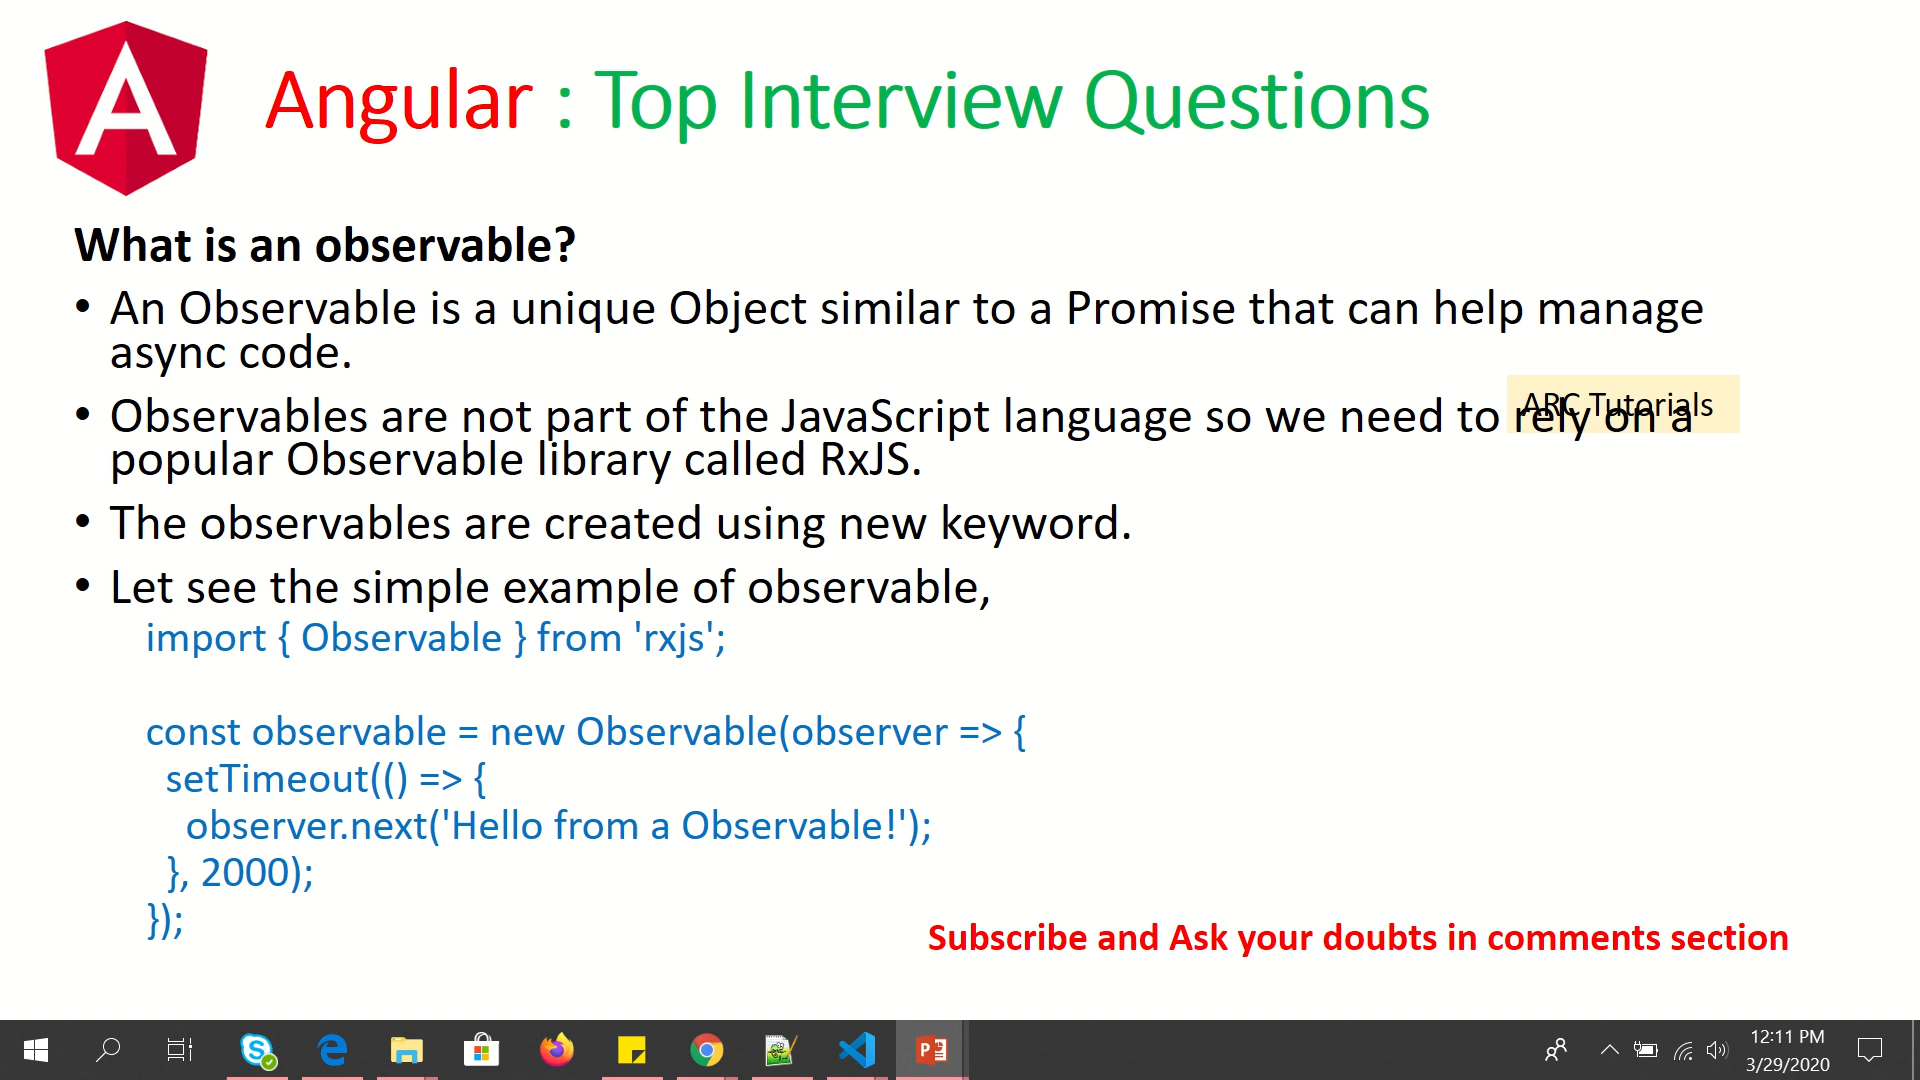 Angular : Top Interview Questions
What is an observable?
• An Observable is a unique Object similar to a Promise that can help manage
async code.
ARC Tutorials
• Observables are not part of the JavaScript language so we need to rely on a
popular Observable library called RxJS.
• The observables are created using new keyword.
• Let see the simple example of observable,
import { Observable } from 'rxjs';
const observable = new Observable(observer => {
setTimeout(() => {
observer.next('Hello from a Observable!');
}, 2000);
});
Subscribe and Ask your doubts in comments section
12:11 PM
3/29/2020